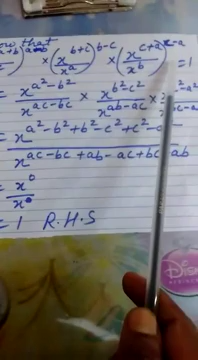 show that
x^{a+b})^{a-b} × (x^{b+c}/x^a)^{b-c} × (x^{c+a}/x^b)^{c-a} = 1
= x^{a²-b²}/x^{ac-bc} × x^{b²-c²}/x^{ab-ac} ×
= x^{a²-b²+b²-c²+c²-}/x^{ac-bc+ab-ac+bc-ab}
= x^0/x^0
= 1 R.H.S
Disney